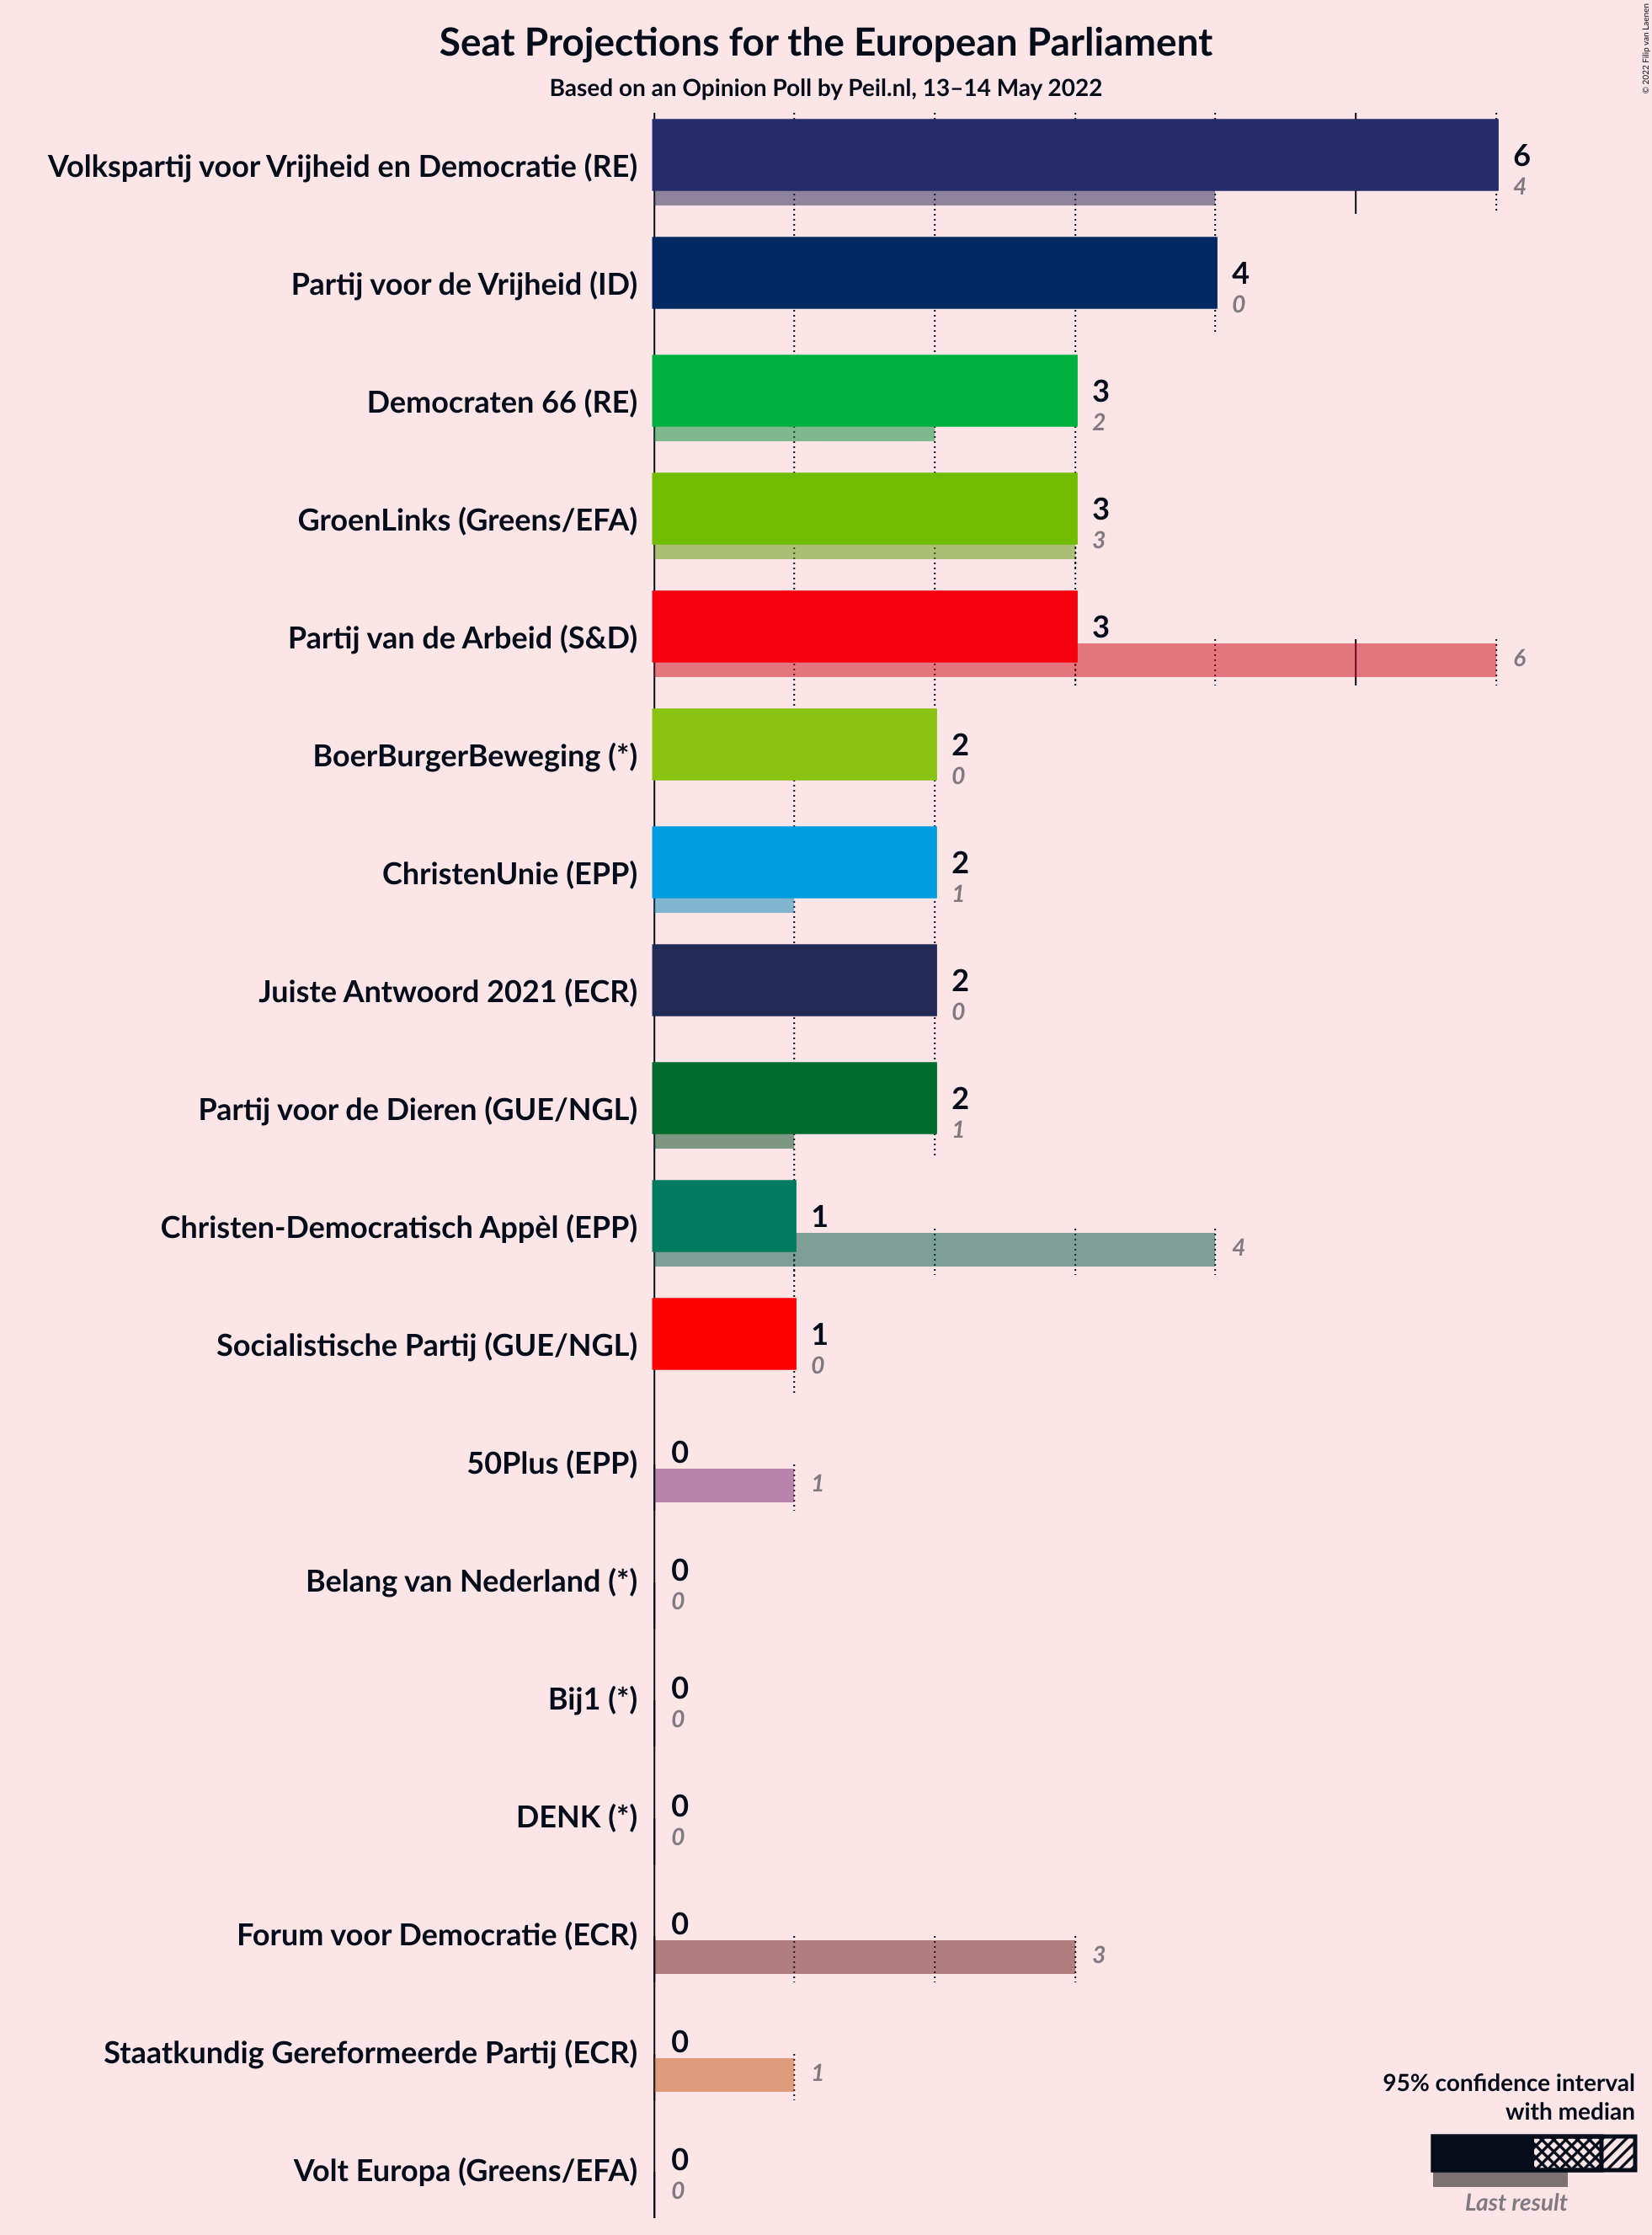 Seat Projections for the European Parliament
Based on an Opinion Poll by Peil.nl, 13–14 May 2022
© 2022 Filip van Laenen
Volkspartij voor Vrijheid en Democratie (RE)
6
4
Partij voor de Vrijheid (ID)
4
0
Democraten 66 (RE)
3
2
GroenLinks (Greens/EFA)
3
3
Partij van de Arbeid (S&D)
3
6
BoerBurgerBeweging (*)
2
0
ChristenUnie (EPP)
2
1
Juiste Antwoord 2021 (ECR)
2
0
Partij voor de Dieren (GUE/NGL)
2
1
Christen-Democratisch Appèl (EPP)
1
4
Socialistische Partij (GUE/NGL)
1
0
50Plus (EPP)
0
1
Belang van Nederland (*)
0
0
Bij1 (*)
0
0
DENK (*)
0
0
Forum voor Democratie (ECR)
0
3
Staatkundig Gereformeerde Partij (ECR)
0
1
Volt Europa (Greens/EFA)
0
0
95% confidence interval
with median
Last result